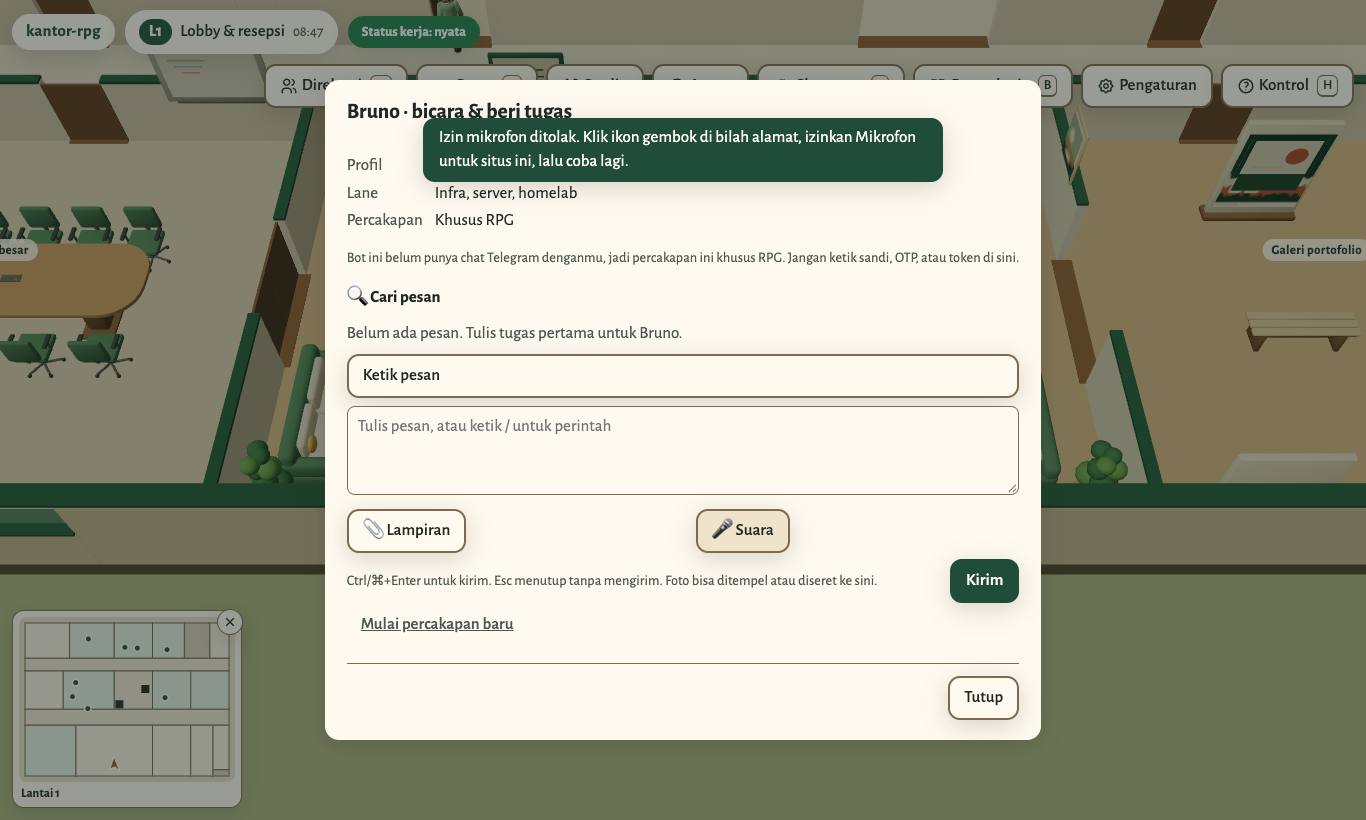 kantor-rpg
L1 Lobby & resepsi 08:47
Status kerja: nyata
B
Pengaturan
Kontrol H
Bruno · bicara & beri tugas
Izin mikrofon ditolak. Klik ikon gembok di bilah alamat, izinkan Mikrofon
untuk situs ini, lalu coba lagi.
Profil
Lane Infra, server, homelab
Percakapan Khusus RPG
besar
Galeri portofolio
Bot ini belum punya chat Telegram denganmu, jadi percakapan ini khusus RPG. Jangan ketik sandi, OTP, atau token di sini.
Cari pesan
Belum ada pesan. Tulis tugas pertama untuk Bruno.
Ketik pesan
Tulis pesan, atau ketik / untuk perintah
Lampiran
Suara
Ctrl/⌘+Enter untuk kirim. Esc menutup tanpa mengirim. Foto bisa ditempel atau diseret ke sini.
Kirim
Mulai percakapan baru
Tutup
Lantai 1